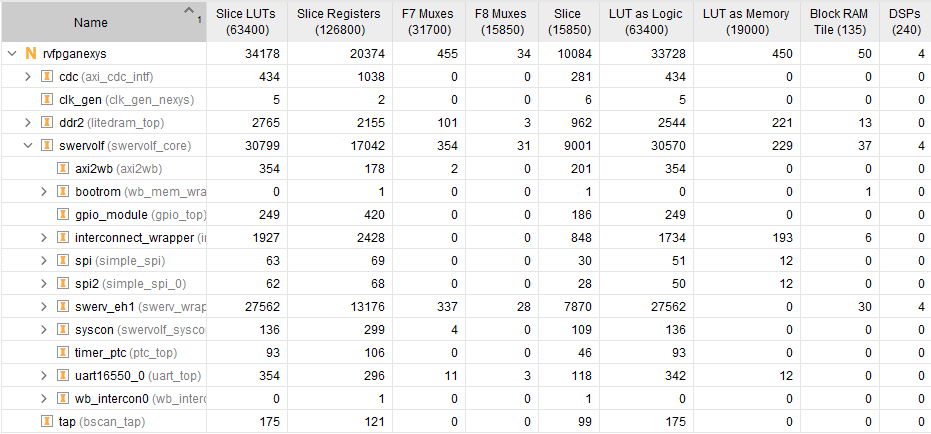 Name 1 Slice LUTs (63400) Slice Registers (126800) F7 Muxes (31700) F8 Muxes (15850) Slice (15850) LUT as Logic (63400) LUT as Memory (19000) Block RAM Tile (135) DSPs (240)
N rvfpganexys 34178 20374 455 34 10084 33728 450 50 4
I cdc (axi_cdc_intf) 434 1038 0 0 281 434 0 0 0
I clk_gen (clk_gen_nexys) 5 2 0 0 6 5 0 0 0
I ddr2 (litedram_top) 2765 2155 101 3 962 2544 221 13 0
I swervolf (swervolf_core) 30799 17042 354 31 9001 30570 229 37 4
I axi2wb (axi2wb) 354 178 2 0 201 354 0 0 0
I bootrom (wb_mem_wra 0 1 0 0 1 0 0 1 0
I gpio_module (gpio_top) 249 420 0 0 186 249 0 0 0
I interconnect_wrapper (i 1927 2428 0 0 848 1734 193 6 0
I spi (simple_spi) 63 69 0 0 30 51 12 0 0
I spi2 (simple_spi_0) 62 68 0 0 28 50 12 0 0
I swerv_eh1 (swerv_wrap 27562 13176 337 28 7870 27562 0 30 4
I syscon (swervolf_sysco 136 299 4 0 109 136 0 0 0
I timer_ptc (ptc_top) 93 106 0 0 46 93 0 0 0
I uart16550_0 (uart_top) 354 296 11 3 118 342 12 0 0
I wb_intercon0 (wb_interc 0 1 0 0 1 0 0 0 0
I tap (bscan_tap) 175 121 0 0 99 175 0 0 0